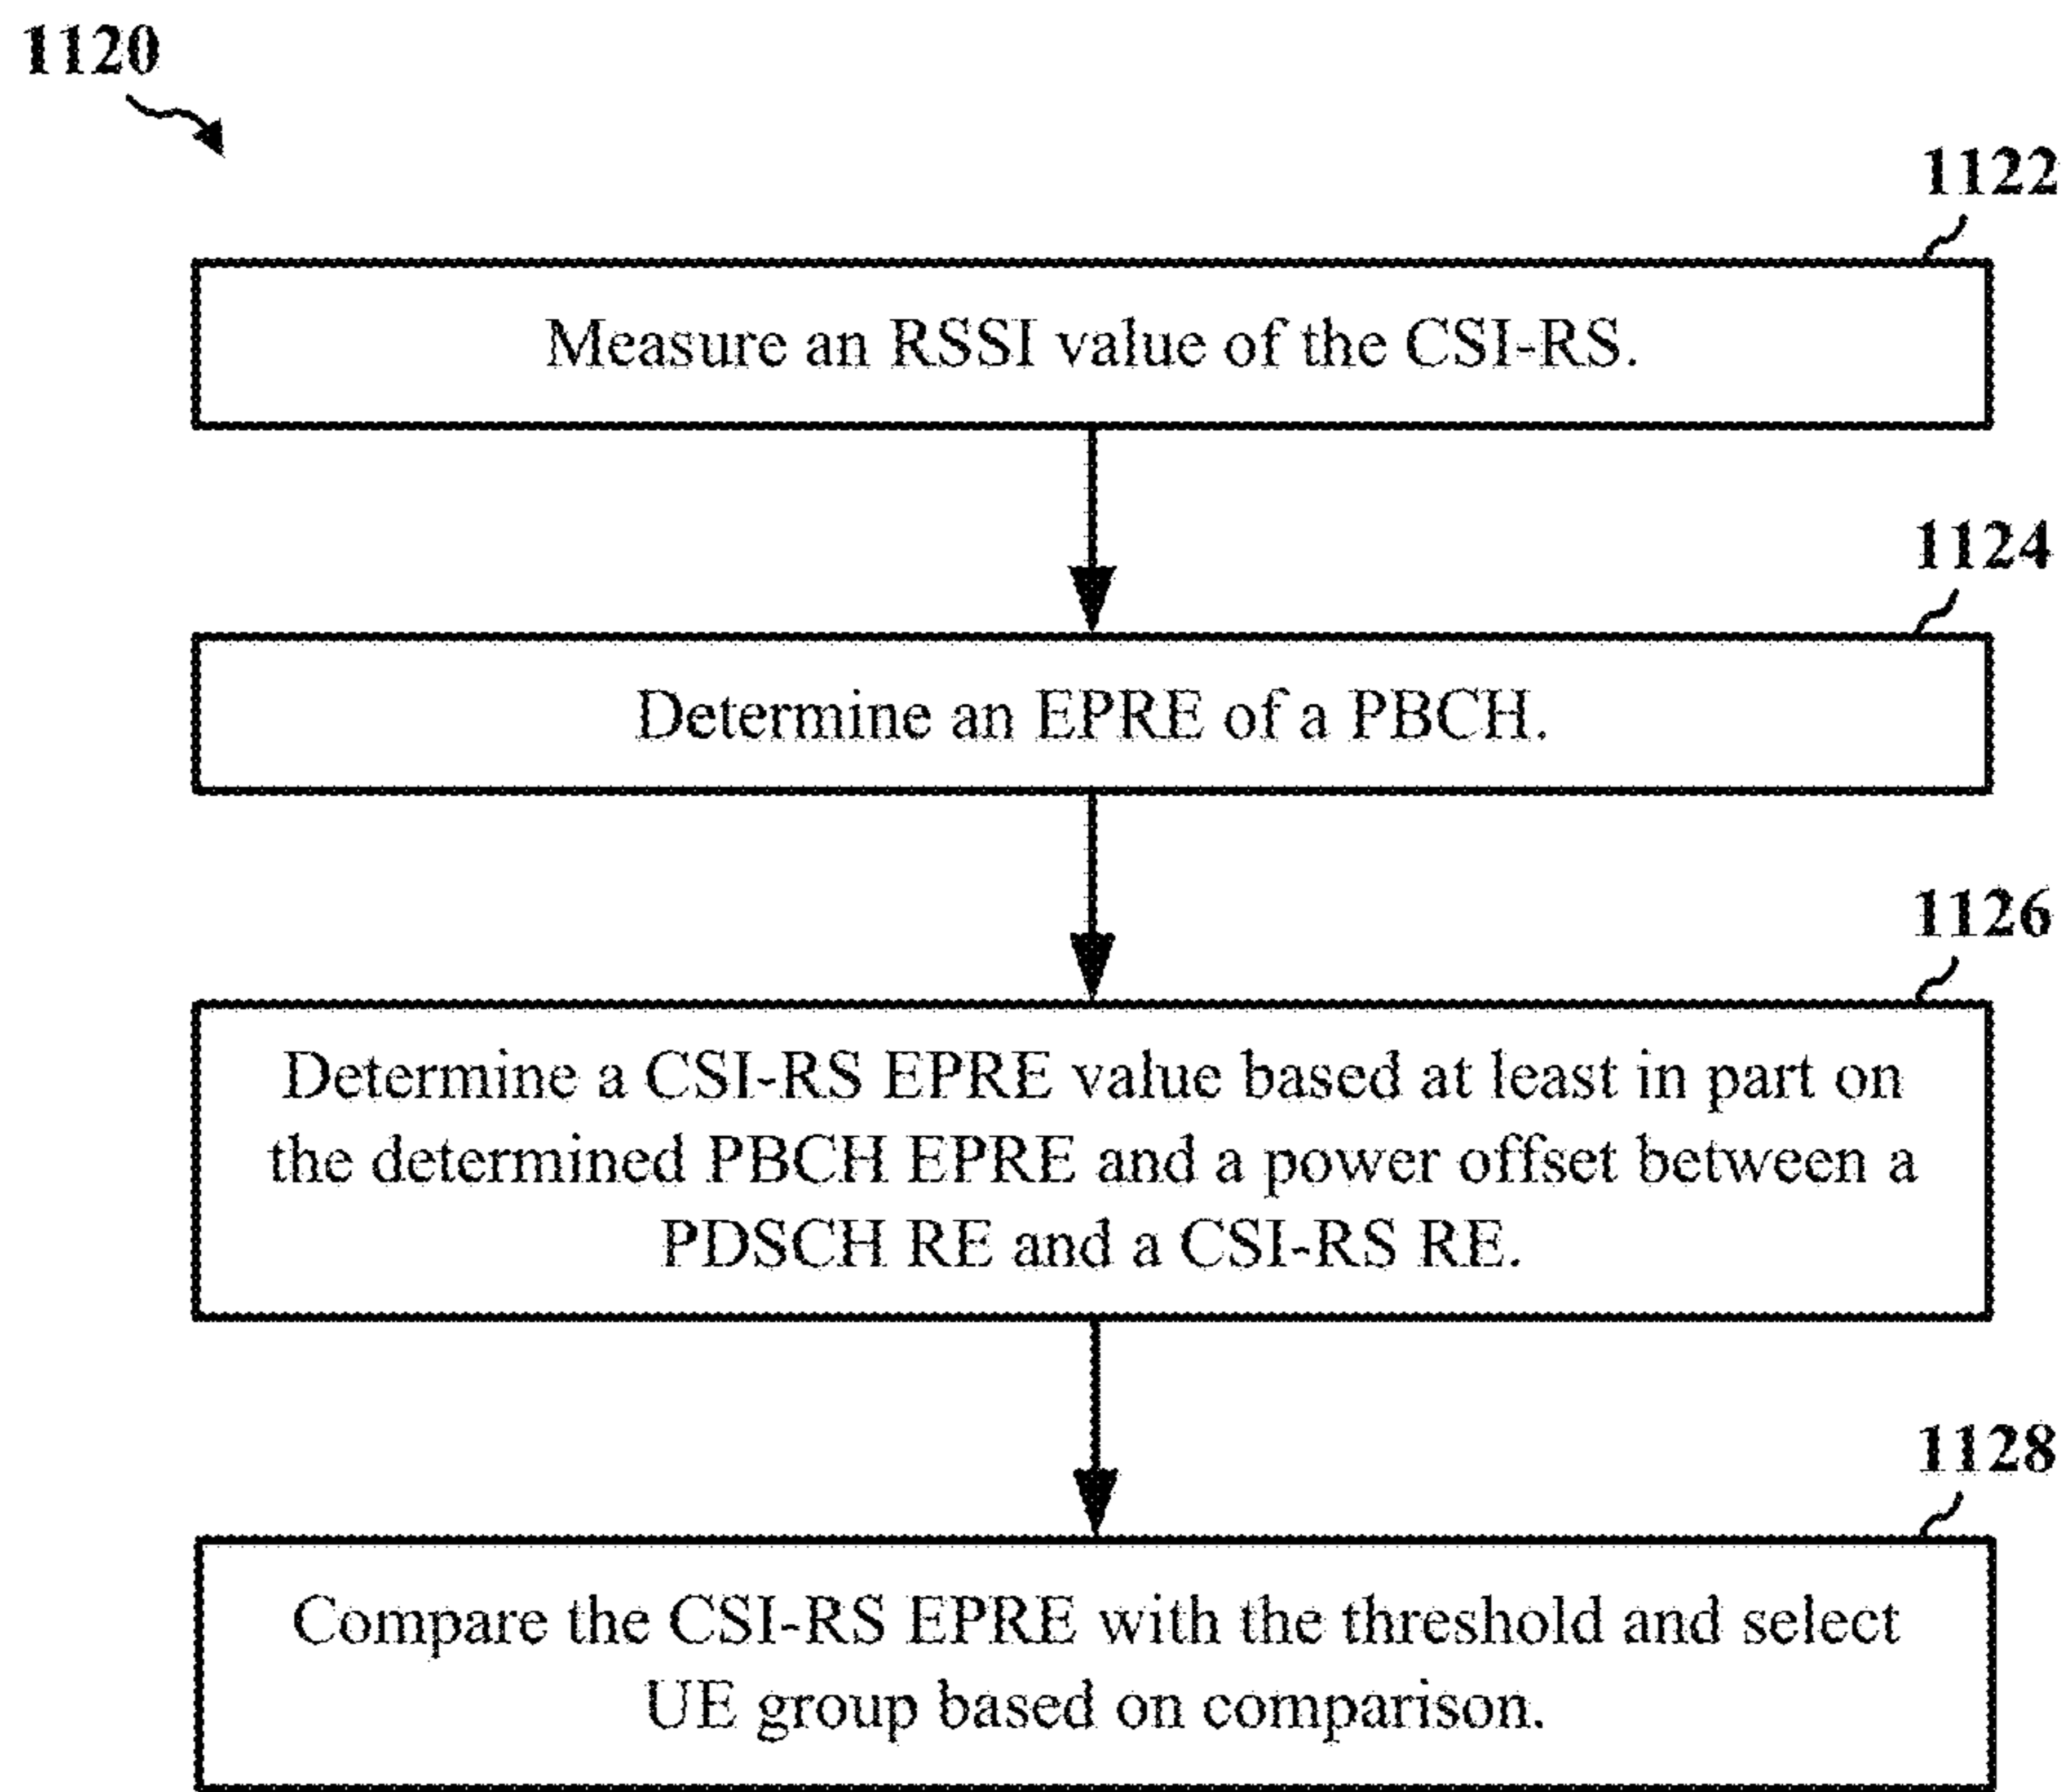 1120
1122
Measure an RSSI value of the CSI-RS.
1124
Determine an EPRE of a PBCH.
1126
Determine a CSI-RS EPRE value based at least in part on
the determined PBCH EPRE and a power offset between a
PDSCH RE and a CSI-RS RE.
1128
Compare the CSI-RS EPRE with the threshold and select
UE group based on comparison.